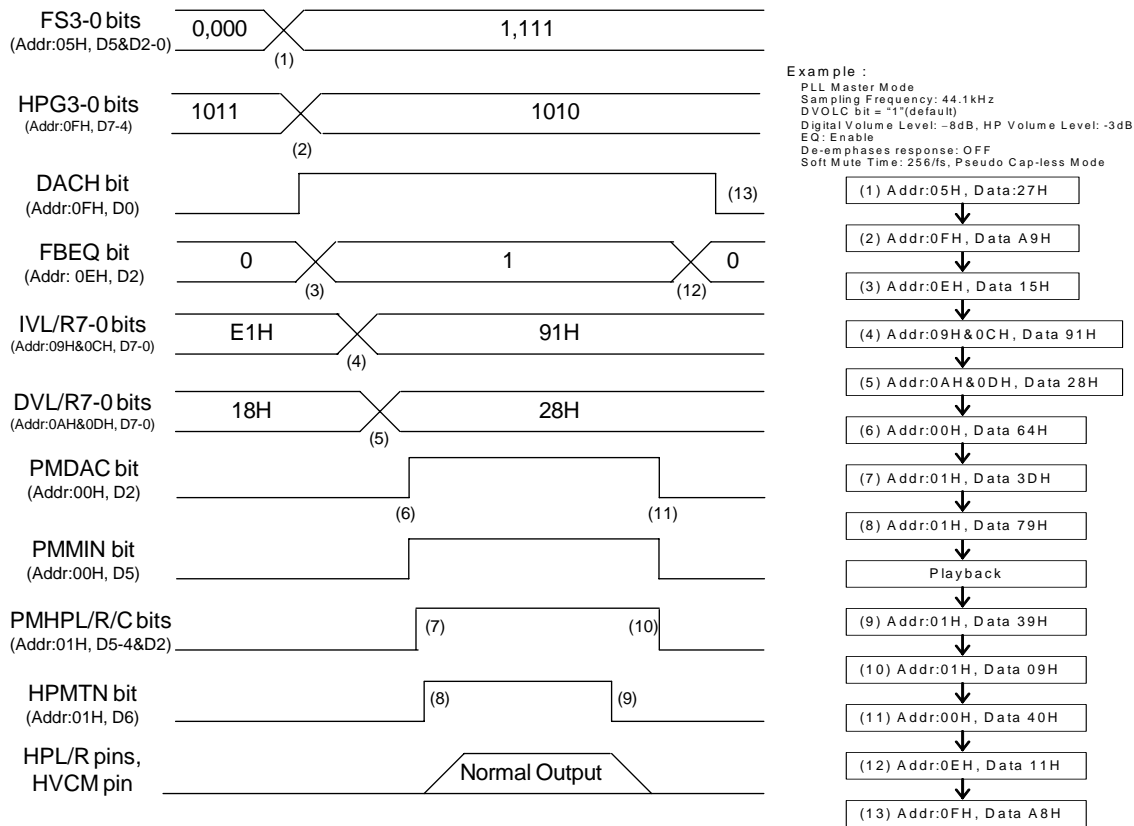 FS3-0 bits
(Addr:05H, D5&D2-0)
0,000
1,111
(1)
HPG3-0 bits
(Addr:0FH, D7-4)
1011
1010
(2)
DACH bit
(Addr:0FH, D0)
(13)
FBEQ bit
(Addr: 0EH, D2)
0
1
0
(3)
(12)
IVL/R7-0 bits
(Addr:09H&0CH, D7-0)
E1H
91H
(4)
DVL/R7-0 bits
(Addr:0AH&0DH, D7-0)
18H
28H
(5)
PMDAC bit
(Addr:00H, D2)
(6)
(11)
PMMIN bit
(Addr:00H, D5)
PMHPL/R/C bits
(Addr:01H, D5-4&D2)
(7)
(10)
HPMTN bit
(Addr:01H, D6)
(8)
(9)
HPL/R pins,
HVCM pin
Normal Output
Example :
PLL Master Mode
Sampling Frequency: 44.1kHz
DVOLC bit = “1”(default)
Digital Volume Level: −8dB, HP Volume Level: -3dB
EQ: Enable
De-emphases response: OFF
Soft Mute Time: 256/fs, Pseudo Cap-less Mode
(1) Addr:05H, Data:27H
(2) Addr:0FH, Data A9H
(3) Addr:0EH, Data 15H
(4) Addr:09H&0CH, Data 91H
(5) Addr:0AH&0DH, Data 28H
(6) Addr:00H, Data 64H
(7) Addr:01H, Data 3DH
(8) Addr:01H, Data 79H
Playback
(9) Addr:01H, Data 39H
(10) Addr:01H, Data 09H
(11) Addr:00H, Data 40H
(12) Addr:0EH, Data 11H
(13) Addr:0FH, Data A8H